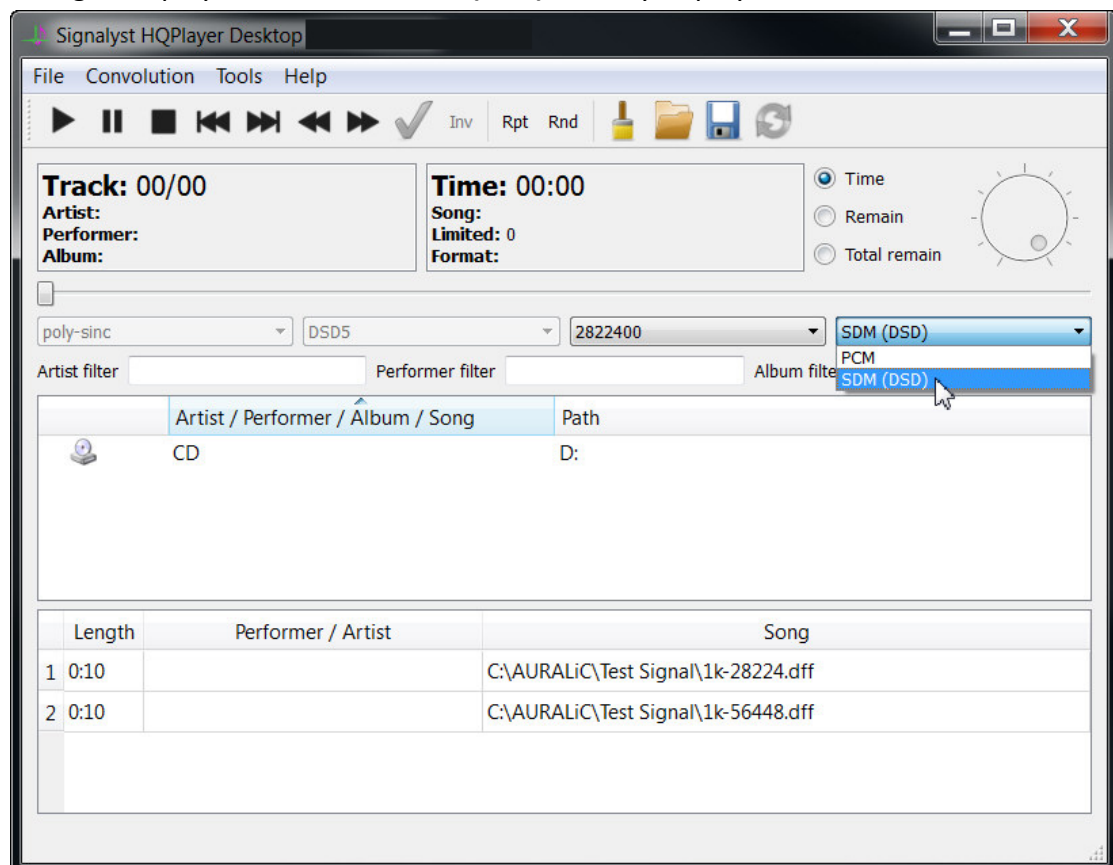 Signalyst HQPlayer Desktop
File Convolution Tools Help
Inv Rpt Rnd
Track: 00/00
Artist:
Performer:
Album:
Time: 00:00
Song:
Limited: 0
Format:
Time
Remain
Total remain
poly-sinc DSD5 2822400 SDM (DSD)
PCM
SDM (DSD)
Artist filter Performer filter Album filte
Artist / Performer / Album / Song Path
CD D:
Length Performer / Artist Song
1 0:10 C:\AURALiC\Test Signal\1k-28224.dff
2 0:10 C:\AURALiC\Test Signal\1k-56448.dff